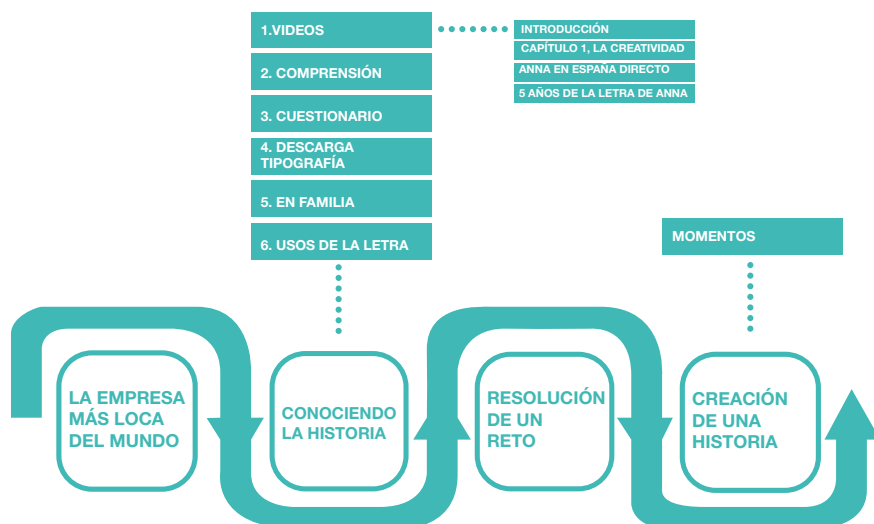 1.VIDEOS
2. COMPRENSIÓN
3. CUESTIONARIO
4. DESCARGA
TIPOGRAFÍA
5. EN FAMILIA
6. USOS DE LA LETRA
INTRODUCCIÓN
CAPÍTULO 1, LA CREATIVIDAD
ANNA EN ESPAÑA DIRECTO
5 AÑOS DE LA LETRA DE ANNA
MOMENTOS
LA EMPRESA
MÁS LOCA
DEL MUNDO
CONOCIENDO
LA HISTORIA
RESOLUCIÓN
DE UN
RETO
CREACIÓN
DE UNA
HISTORIA